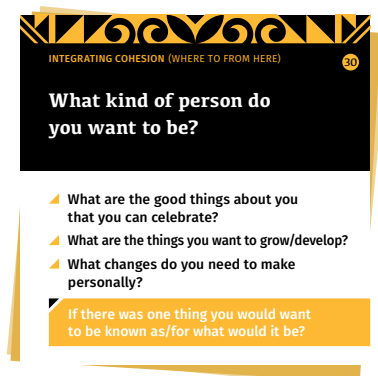 INTEGRATING COHESION (WHERE TO FROM HERE)
30
What kind of person do
you want to be?
What are the good things about you
that you can celebrate?
What are the things you want to grow/develop?
What changes do you need to make
personally?
If there was one thing you would want
to be known as/for what would it be?